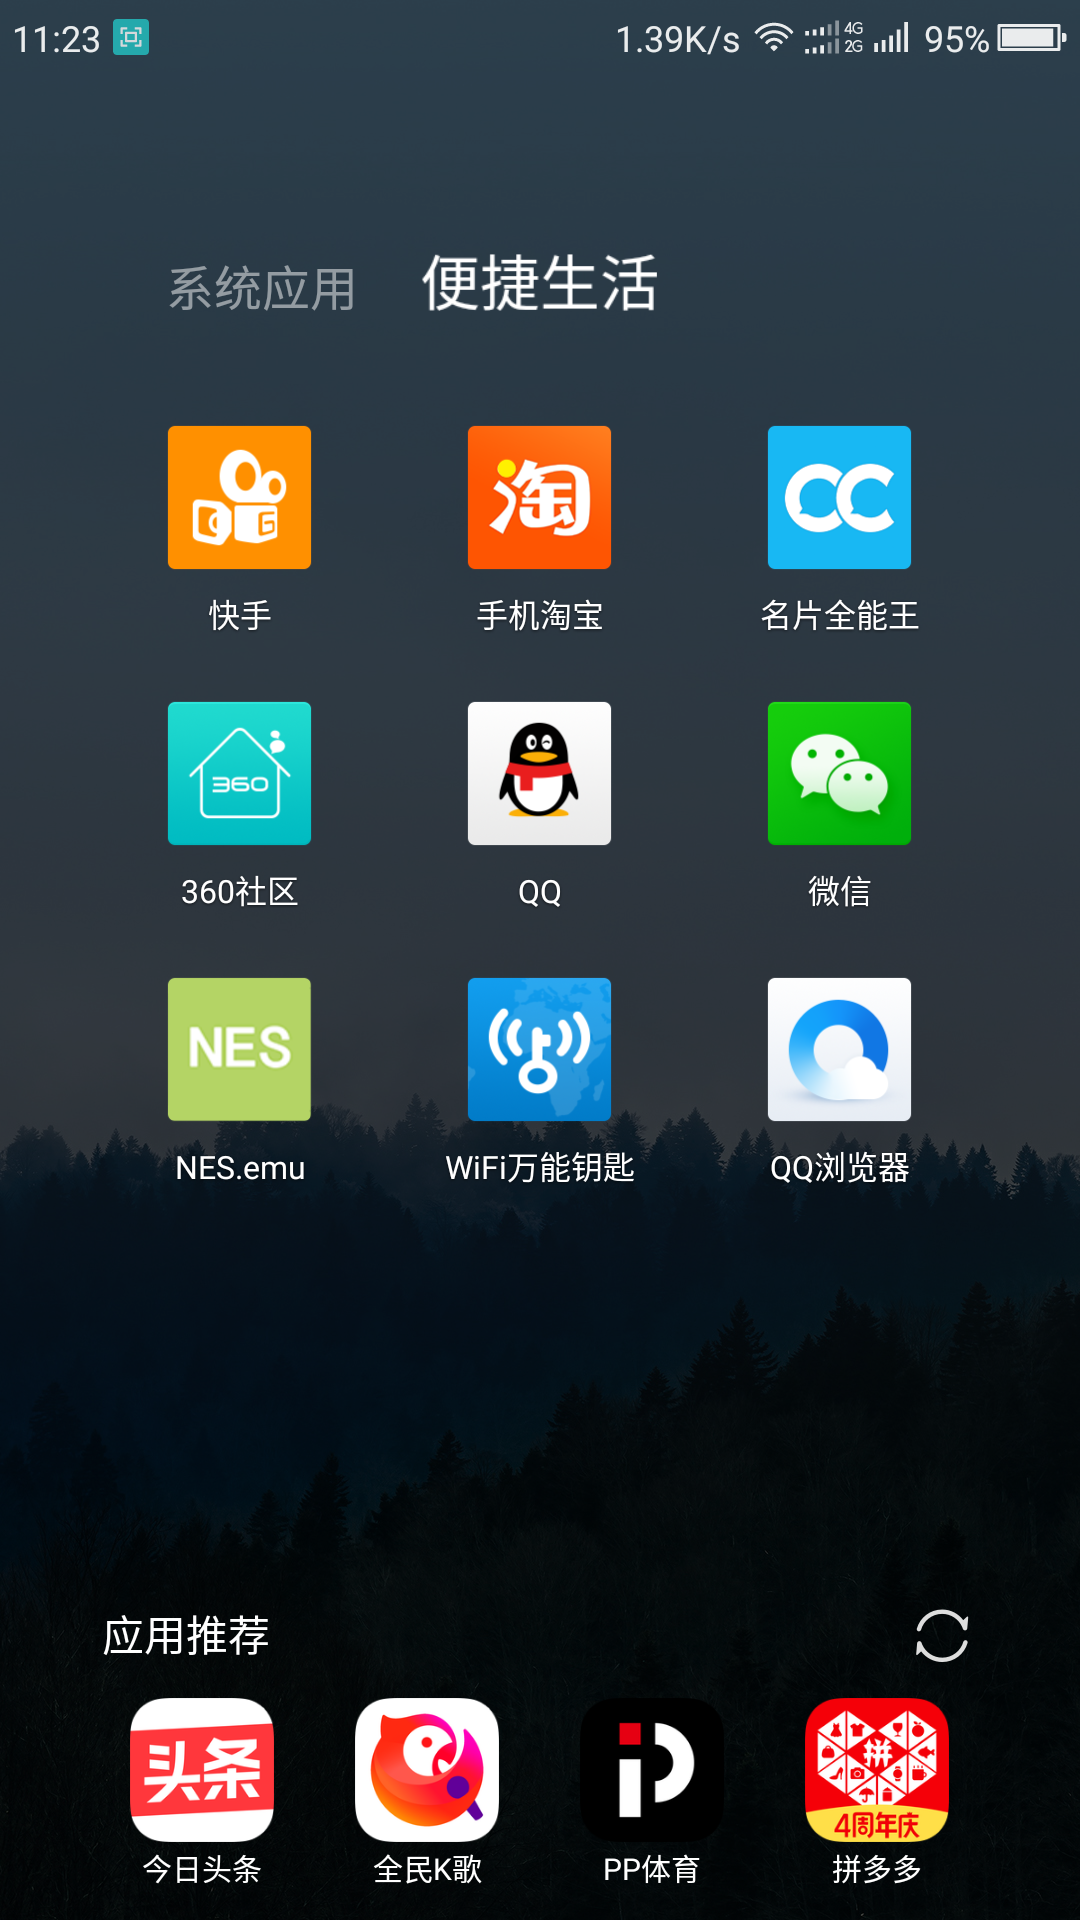 11:23 1.39K/s 4G 2G 95%
系统应用 便捷生活
淘
CC
快手 手机淘宝 名片全能王
360
360社区 QQ 微信
NES
NES.emu WiFi万能钥匙 QQ浏览器
应用推荐
头条
拼
4周年庆
今日头条 全民K歌 PP体育 拼多多